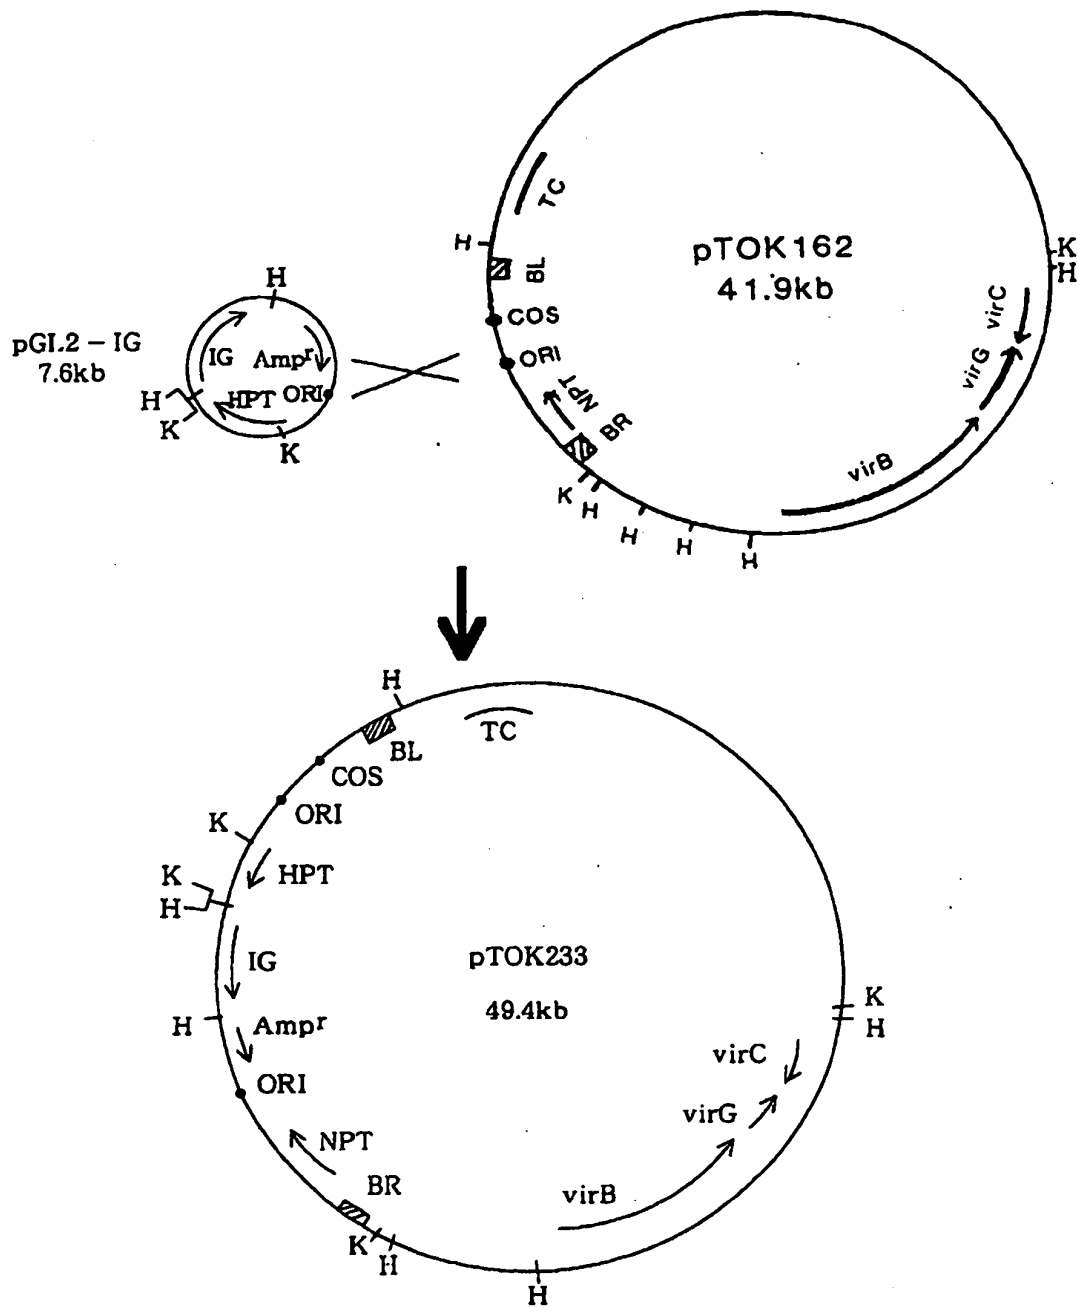 pTOK162
41.9kb
TC
H
BL
COS
ORI
NPT
BR
K
H
H
H
H
virB
virG
virC
K
H
pGL2 – IG
7.6kb
H
IG
Ampr
HPT
ORI
H
K
K
H
TC
BL
COS
ORI
K
HPT
K
H
IG
H
Ampr
ORI
NPT
BR
K
H
H
virB
virG
virC
K
H
pTOK233
49.4kb